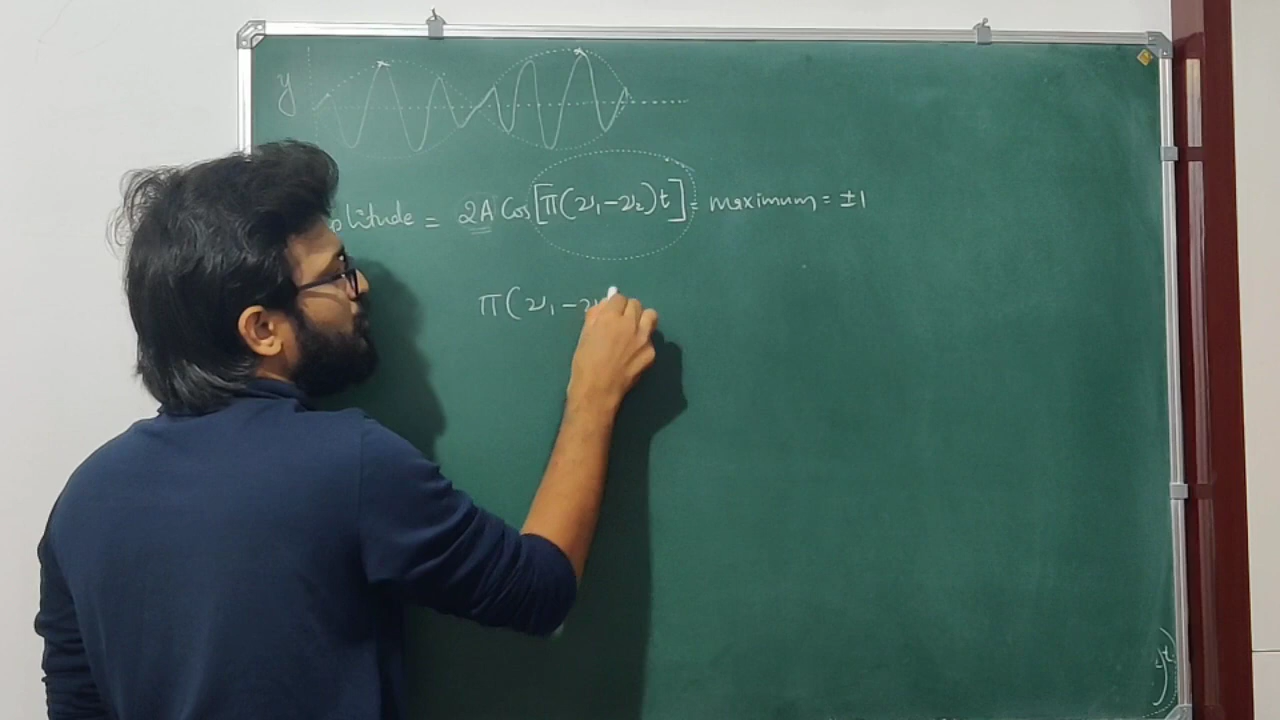 y
plitude = 2A Cos[π(ν₁-ν₂)t] = maximum = ±1
π(ν₁-ν